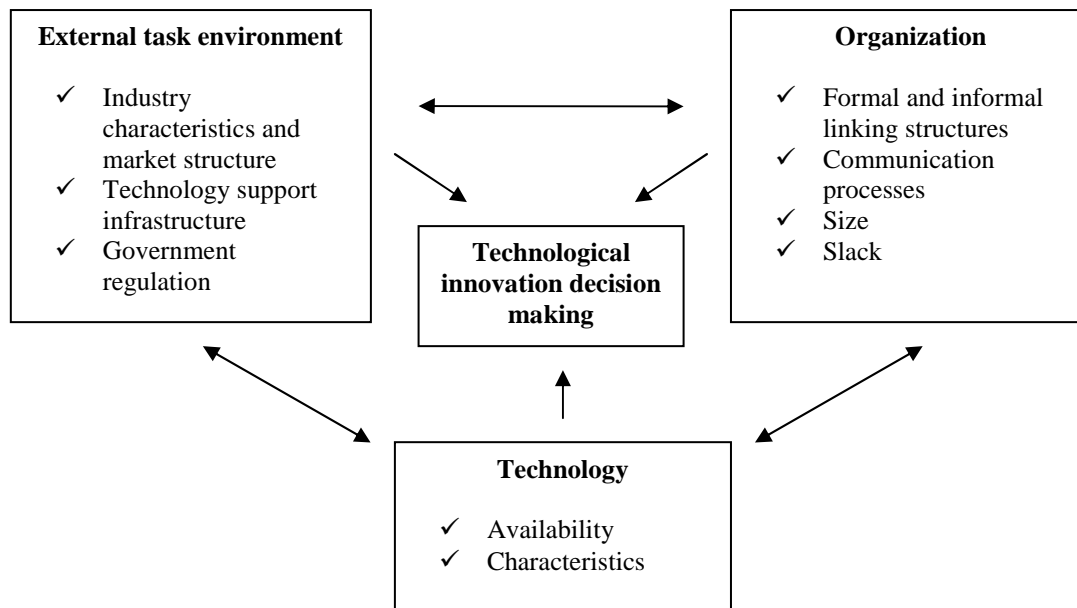 External task environment
✓ Industry
characteristics and
market structure
✓ Technology support
infrastructure
✓ Government
regulation
Organization
✓ Formal and informal
linking structures
✓ Communication
processes
✓ Size
✓ Slack
Technological
innovation decision
making
Technology
✓ Availability
✓ Characteristics